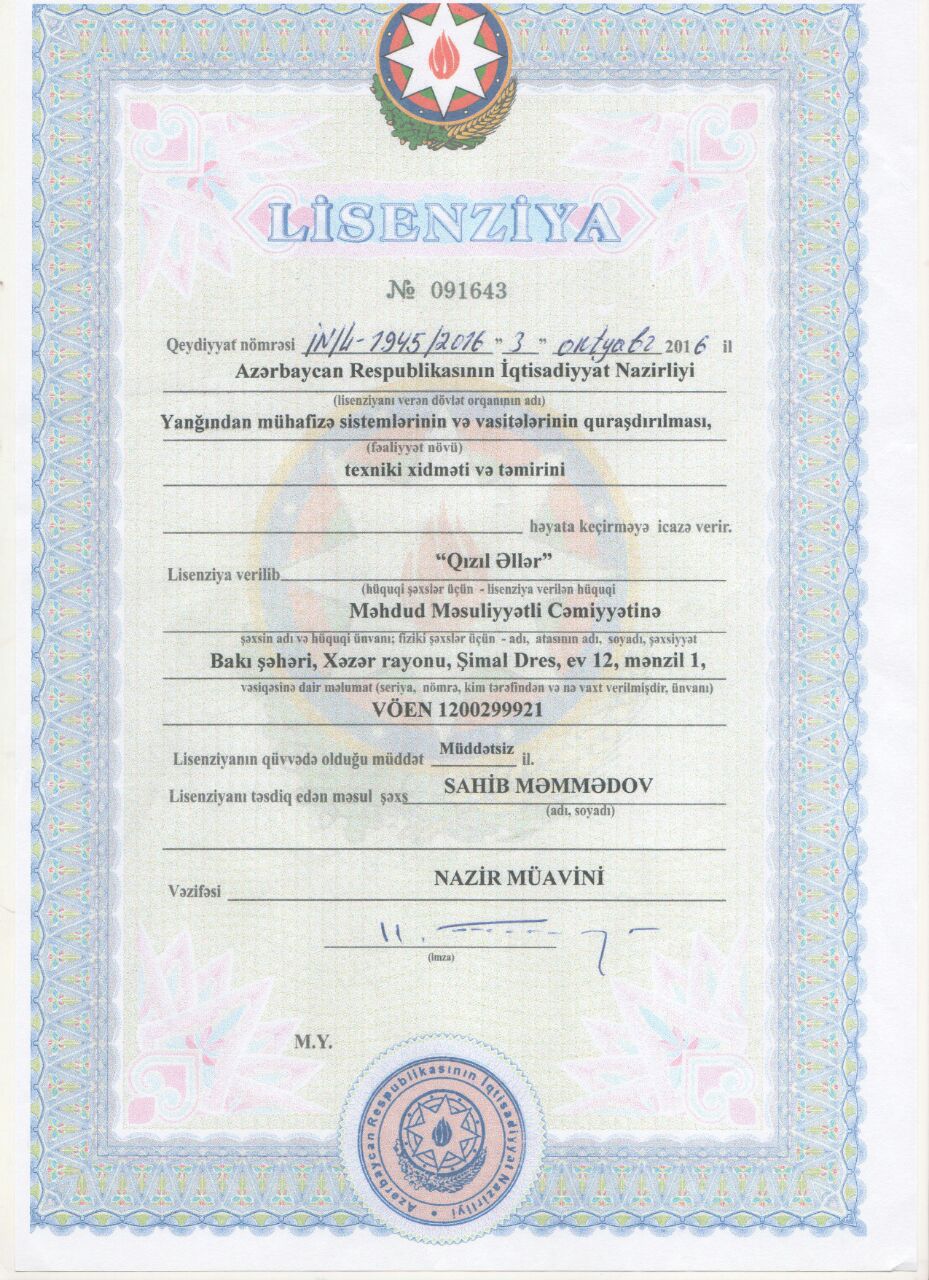 LİSENZİYA
№ 091643
Qeydiyyat nömrəsi İN/4-1945/2016 " 3 " oktyabr 2016 il
Azərbaycan Respublikasının İqtisadiyyat Nazirliyi
(lisenziyanı verən dövlət orqanının adı)
Yanğından mühafizə sistemlərinin və vasitələrinin quraşdırılması,
(fəaliyyət növü)
texniki xidməti və təmirini
həyata keçirməyə icazə verir.
"Qızıl Əllər"
Lisenziya verilib
(hüquqi şəxslər üçün - lisenziya verilən hüquqi
Məhdud Məsuliyyətli Cəmiyyətinə
şəxsin adı və hüquqi ünvanı; fiziki şəxslər üçün - adı, atasının adı, soyadı, şəxsiyyət
Bakı şəhəri, Xəzər rayonu, Şimal Dres, ev 12, mənzil 1,
vəsiqəsinə dair məlumat (seriya, nömrə, kim tərəfindən və nə vaxt verilmişdir, ünvanı)
VÖEN 1200299921
Lisenziyanın qüvvədə olduğu müddət Müddətsiz il.
Lisenziyanı təsdiq edən məsul şəxs SAHİB MƏMMƏDOV
(adı, soyadı)
Vəzifəsi NAZİR MÜAVİNİ
(imza)
M.Y.
Azərbaycan Respublikasının İqtisadiyyat Nazirliyi